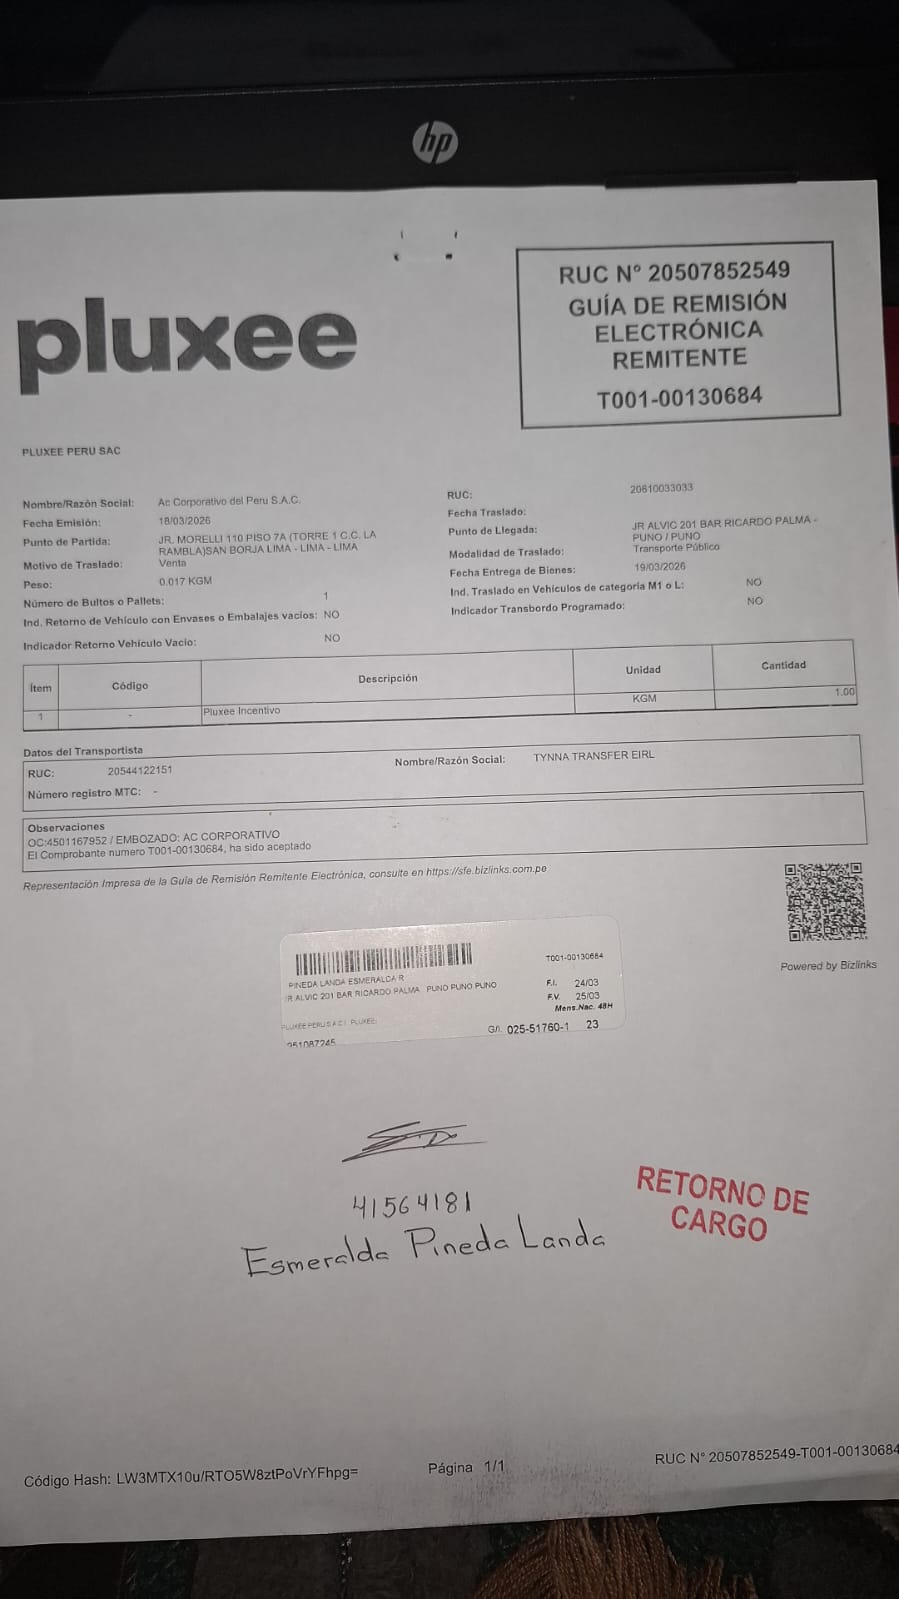 hp
pluxee
RUC N° 20507852549
GUÍA DE REMISIÓN
ELECTRÓNICA
REMITENTE
T001-00130684
PLUXEE PERU SAC
Nombre/Razón Social: Ac Corporativo del Peru S.A.C.
Fecha Emisión: 18/03/2026
Punto de Partida: JR. MORELLI 110 PISO 7A (TORRE 1 C.C. LA
RAMBLA)SAN BORJA LIMA - LIMA - LIMA
Motivo de Traslado: Venta
Peso: 0.017 KGM
Número de Bultos o Pallets: 1
Ind. Retorno de Vehículo con Envases o Embalajes vacios: NO
Indicador Retorno Vehículo Vacio: NO
RUC: 20610033033
Fecha Traslado:
Punto de Llegada: JR ALVIC 201 BAR RICARDO PALMA -
PUNO / PUNO
Modalidad de Traslado: Transporte Público
Fecha Entrega de Bienes: 19/03/2026
Ind. Traslado en Vehículos de categoria M1 o L: NO
Indicador Transbordo Programado: NO
Ítem Código Descripción Unidad Cantidad
1 - Pluxee Incentivo KGM 1.00
Datos del Transportista
RUC: 20544122151 Nombre/Razón Social: TYNNA TRANSFER EIRL
Número registro MTC: -
Observaciones
OC:4501167952 / EMBOZADO: AC CORPORATIVO
El Comprobante numero T001-00130684, ha sido aceptado
Representación Impresa de la Guía de Remisión Remitente Electrónica, consulte en https://sfe.bizlinks.com.pe
Powered by Bizlinks
T001-00130684
PINEDA LANDA ESMERALDA R
JR ALVIC 201 BAR RICARDO PALMA PUNO PUNO PUNO
F.I. 24/03
F.V. 25/03
Mens.Nac. 48H
PLUXEE PERU S A C | PLUXEE
G/I. 025-51760-1 23
951087245
41564181
Esmeralda Pineda Landa
RETORNO DE
CARGO
Código Hash: LW3MTX10u/RTO5W8ztPoVrYFhpg=
Página 1/1
RUC N° 20507852549-T001-00130684